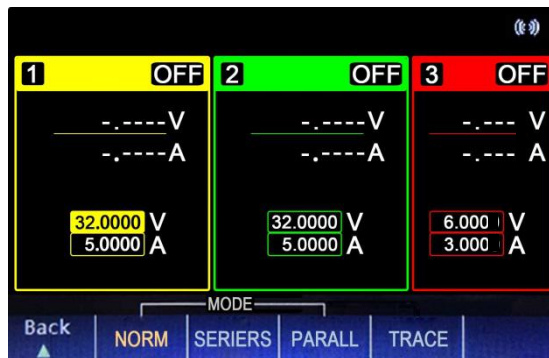 1 OFF 2 OFF 3 OFF
-.----V -.----V -.--- V
-.----A -.----A -.--- A
32.0000 V 32.0000 V 6.000 V
5.0000 A 5.0000 A 3.000 A
MODE
Back NORM SERIERS PARALL TRACE